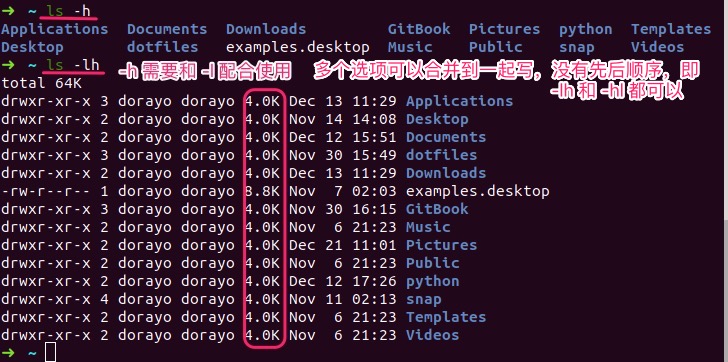 ➜ ~ ls -h
Applications Documents Downloads GitBook Pictures python Templates
Desktop dotfiles examples.desktop Music Public snap Videos
➜ ~ ls -lh
-h 需要和 -l 配合使用 多个选项可以合并到一起写，没有先后顺序，即
-lh 和 -hl 都可以
total 64K
drwxr-xr-x 3 dorayo dorayo 4.0K Dec 13 11:29 Applications
drwxr-xr-x 2 dorayo dorayo 4.0K Nov 14 14:08 Desktop
drwxr-xr-x 2 dorayo dorayo 4.0K Dec 12 15:51 Documents
drwxr-xr-x 3 dorayo dorayo 4.0K Nov 30 15:49 dotfiles
drwxr-xr-x 2 dorayo dorayo 4.0K Dec 13 11:29 Downloads
-rw-r--r-- 1 dorayo dorayo 8.8K Nov 7 02:03 examples.desktop
drwxr-xr-x 3 dorayo dorayo 4.0K Nov 30 16:15 GitBook
drwxr-xr-x 2 dorayo dorayo 4.0K Nov 6 21:23 Music
drwxr-xr-x 2 dorayo dorayo 4.0K Dec 21 11:01 Pictures
drwxr-xr-x 2 dorayo dorayo 4.0K Nov 6 21:23 Public
drwxr-xr-x 2 dorayo dorayo 4.0K Dec 12 17:26 python
drwxr-xr-x 4 dorayo dorayo 4.0K Nov 11 02:13 snap
drwxr-xr-x 2 dorayo dorayo 4.0K Nov 6 21:23 Templates
drwxr-xr-x 2 dorayo dorayo 4.0K Nov 6 21:23 Videos
➜ ~